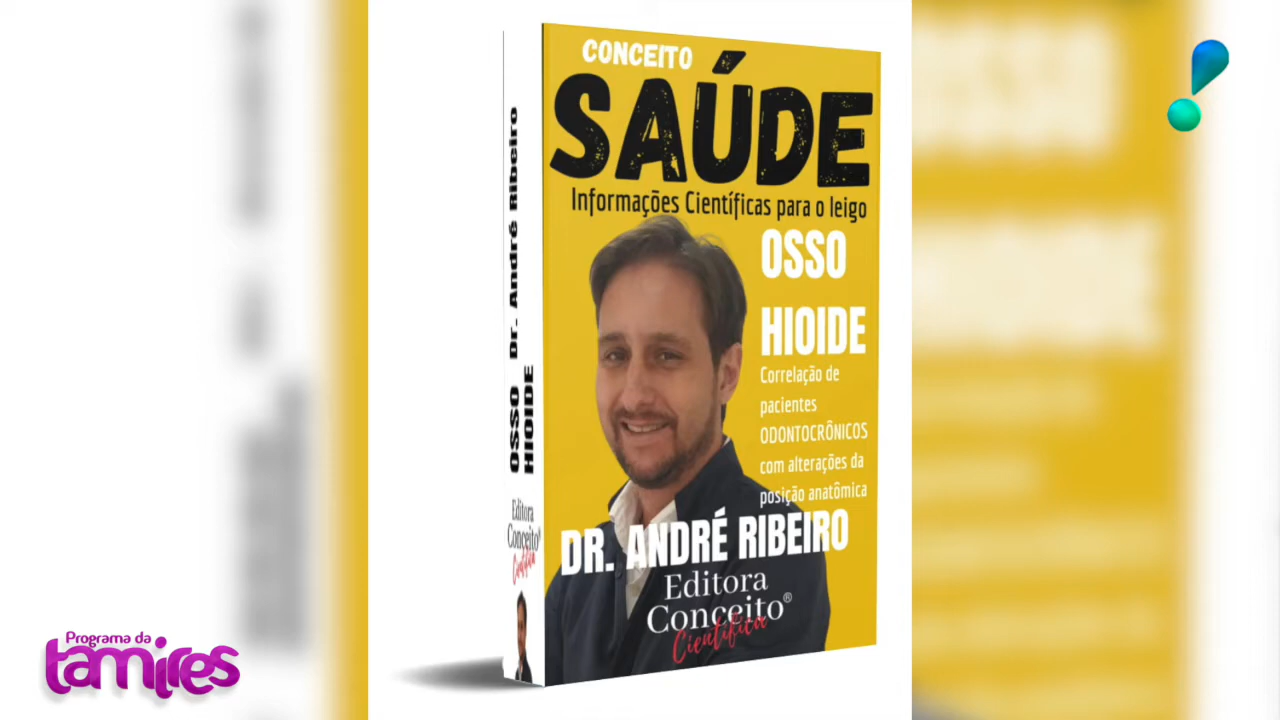 CONCEITO
SAÚDE
Informações Científicas para o leigo
OSSO
HIOIDE
Correlação de
pacientes
ODONTOCRÔNICOS
com alterações da
posição anatômica
DR. ANDRÉ RIBEIRO
Editora
Conceito®
Científica
OSSO
HIOIDE
Dr. André Ribeiro
Editora
Conceito®
Científica
Programa da
tamires